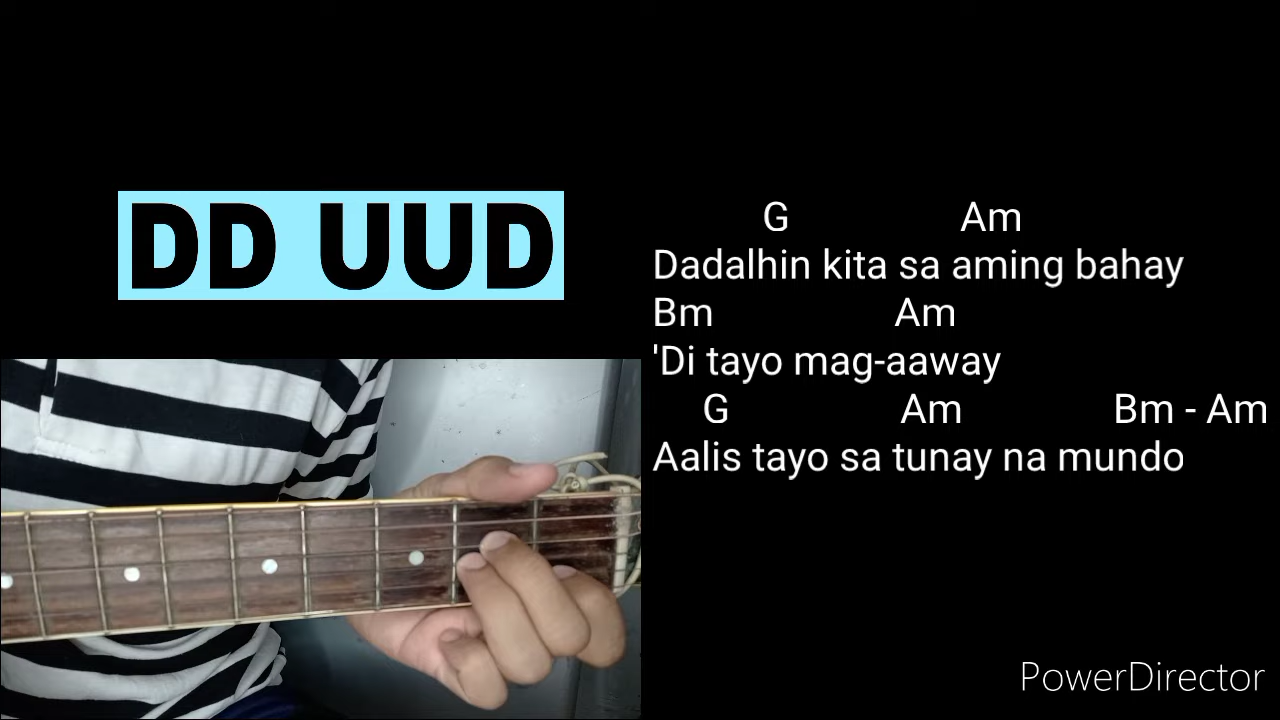 DD UUD
G Am
Dadalhin kita sa aming bahay
Bm Am
'Di tayo mag-aaway
G Am Bm - Am
Aalis tayo sa tunay na mundo
PowerDirector